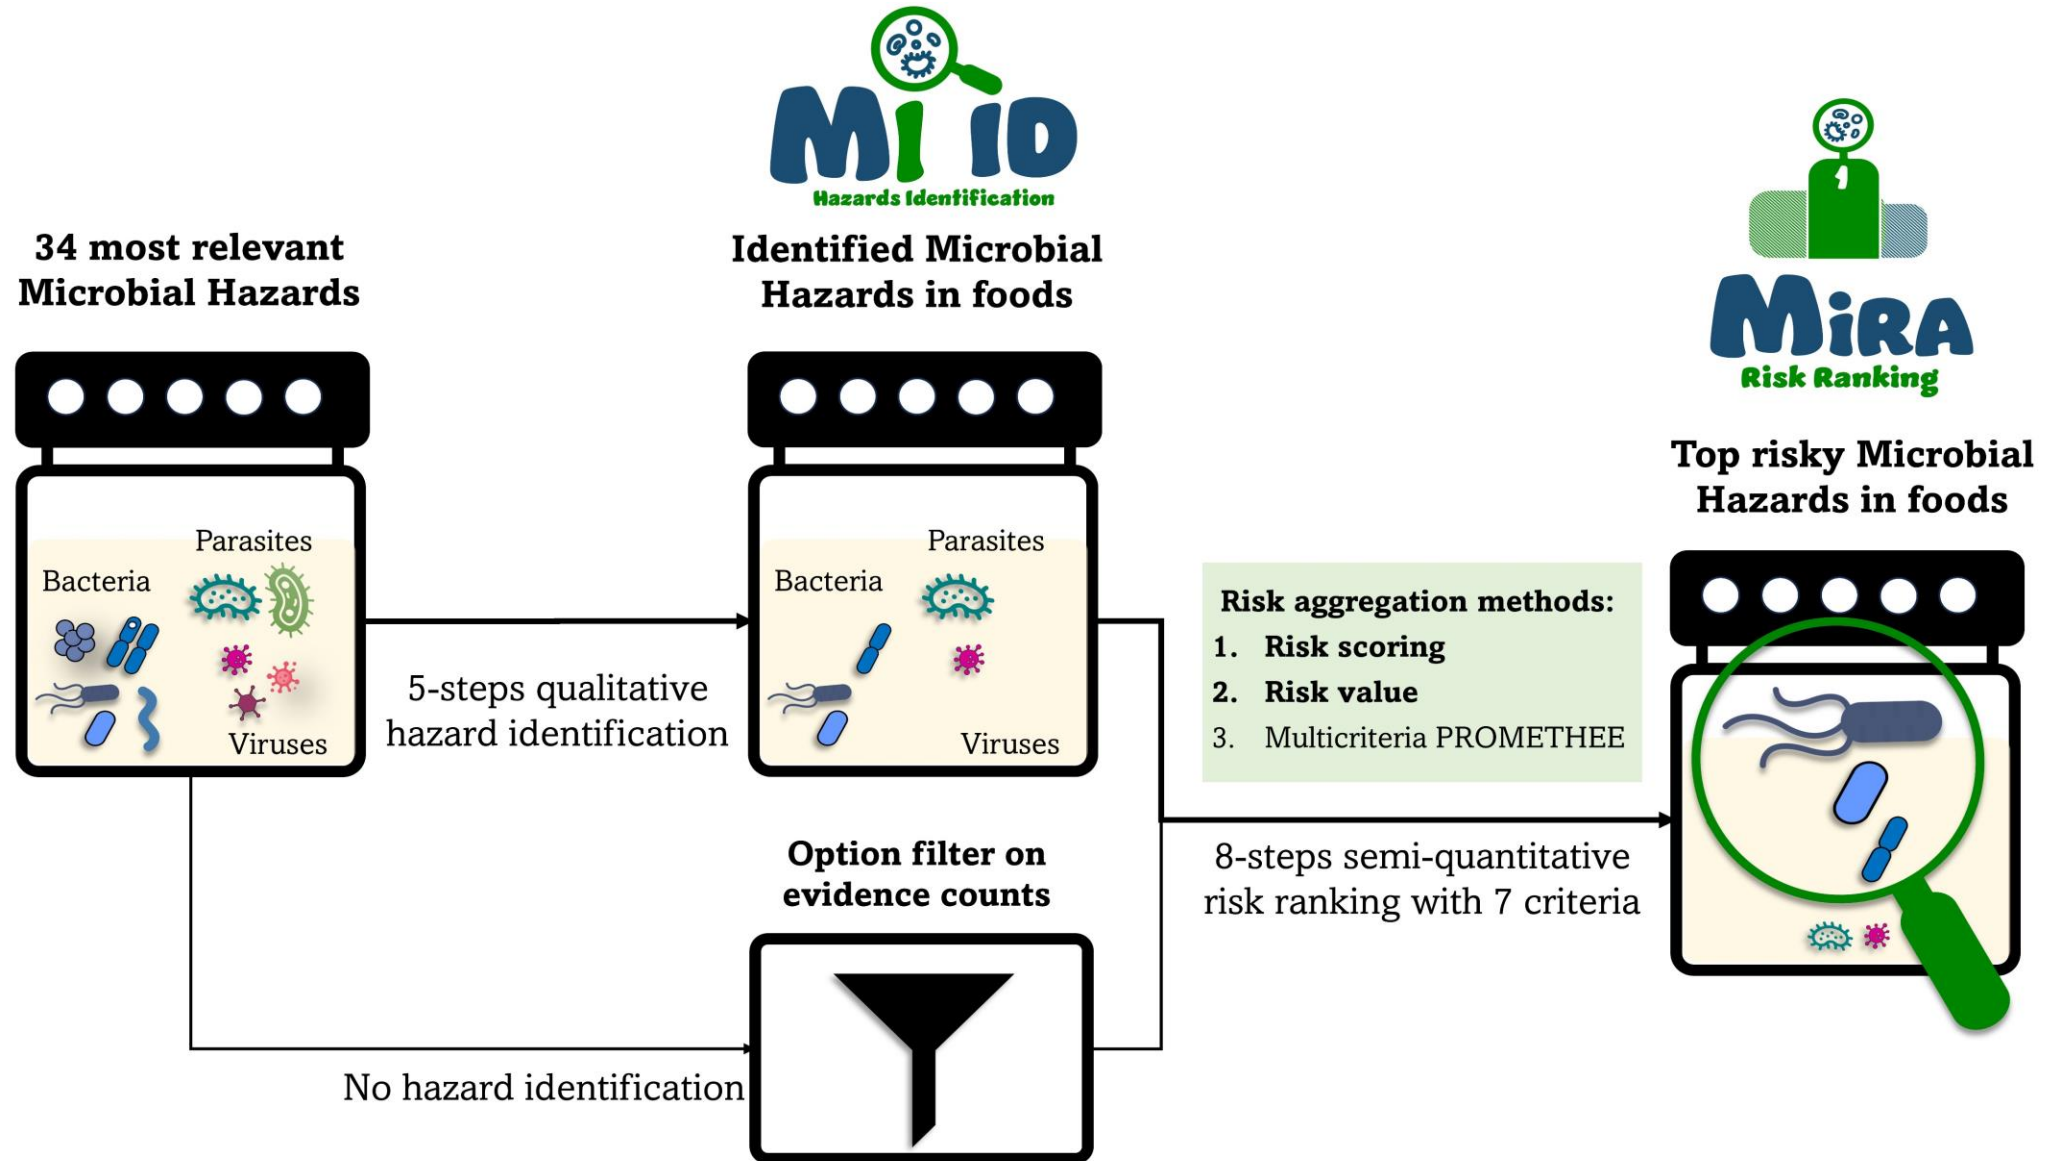 Mi ID
Hazards Identification
MiRA
Risk Ranking
34 most relevant
Microbial Hazards
Identified Microbial
Hazards in foods
Top risky Microbial
Hazards in foods
Parasites
Bacteria
Viruses
5-steps qualitative
hazard identification
Parasites
Bacteria
Viruses
Risk aggregation methods:
1. Risk scoring
2. Risk value
3. Multicriteria PROMETHEE
8-steps semi-quantitative
risk ranking with 7 criteria
Option filter on
evidence counts
No hazard identification
1